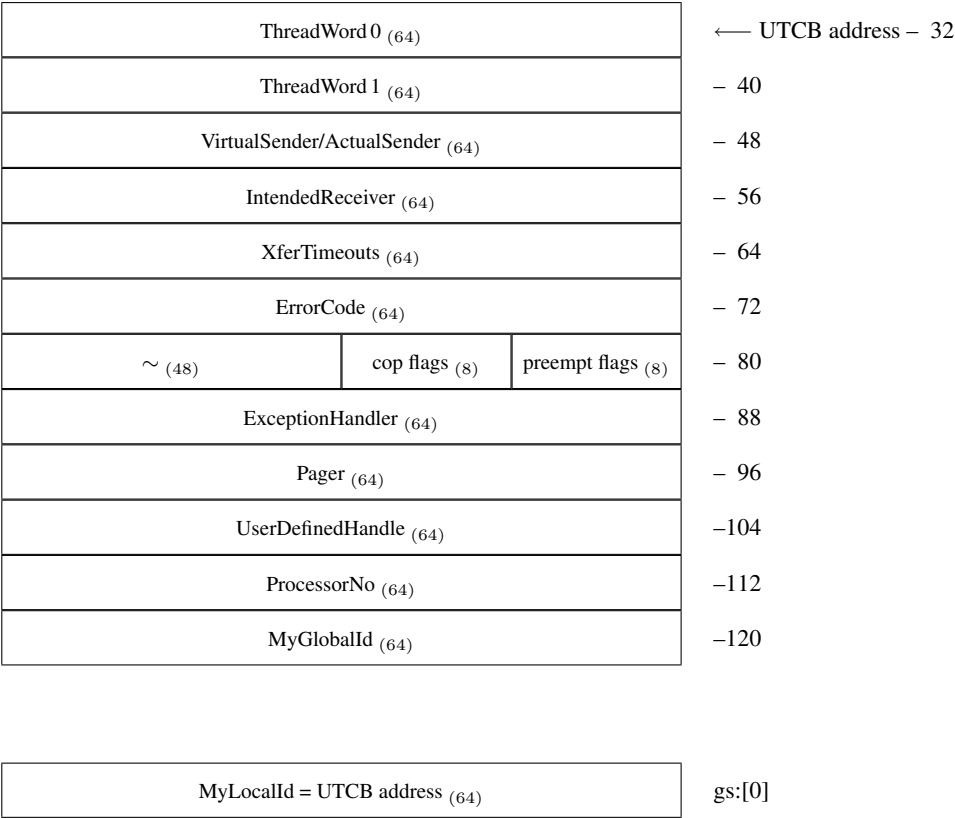 ThreadWord 0 (64) ⟵ UTCB address – 32
ThreadWord 1 (64) – 40
VirtualSender/ActualSender (64) – 48
IntendedReceiver (64) – 56
XferTimeouts (64) – 64
ErrorCode (64) – 72
∼ (48) cop flags (8) preempt flags (8) – 80
ExceptionHandler (64) – 88
Pager (64) – 96
UserDefinedHandle (64) –104
ProcessorNo (64) –112
MyGlobalId (64) –120
MyLocalId = UTCB address (64) gs:[0]